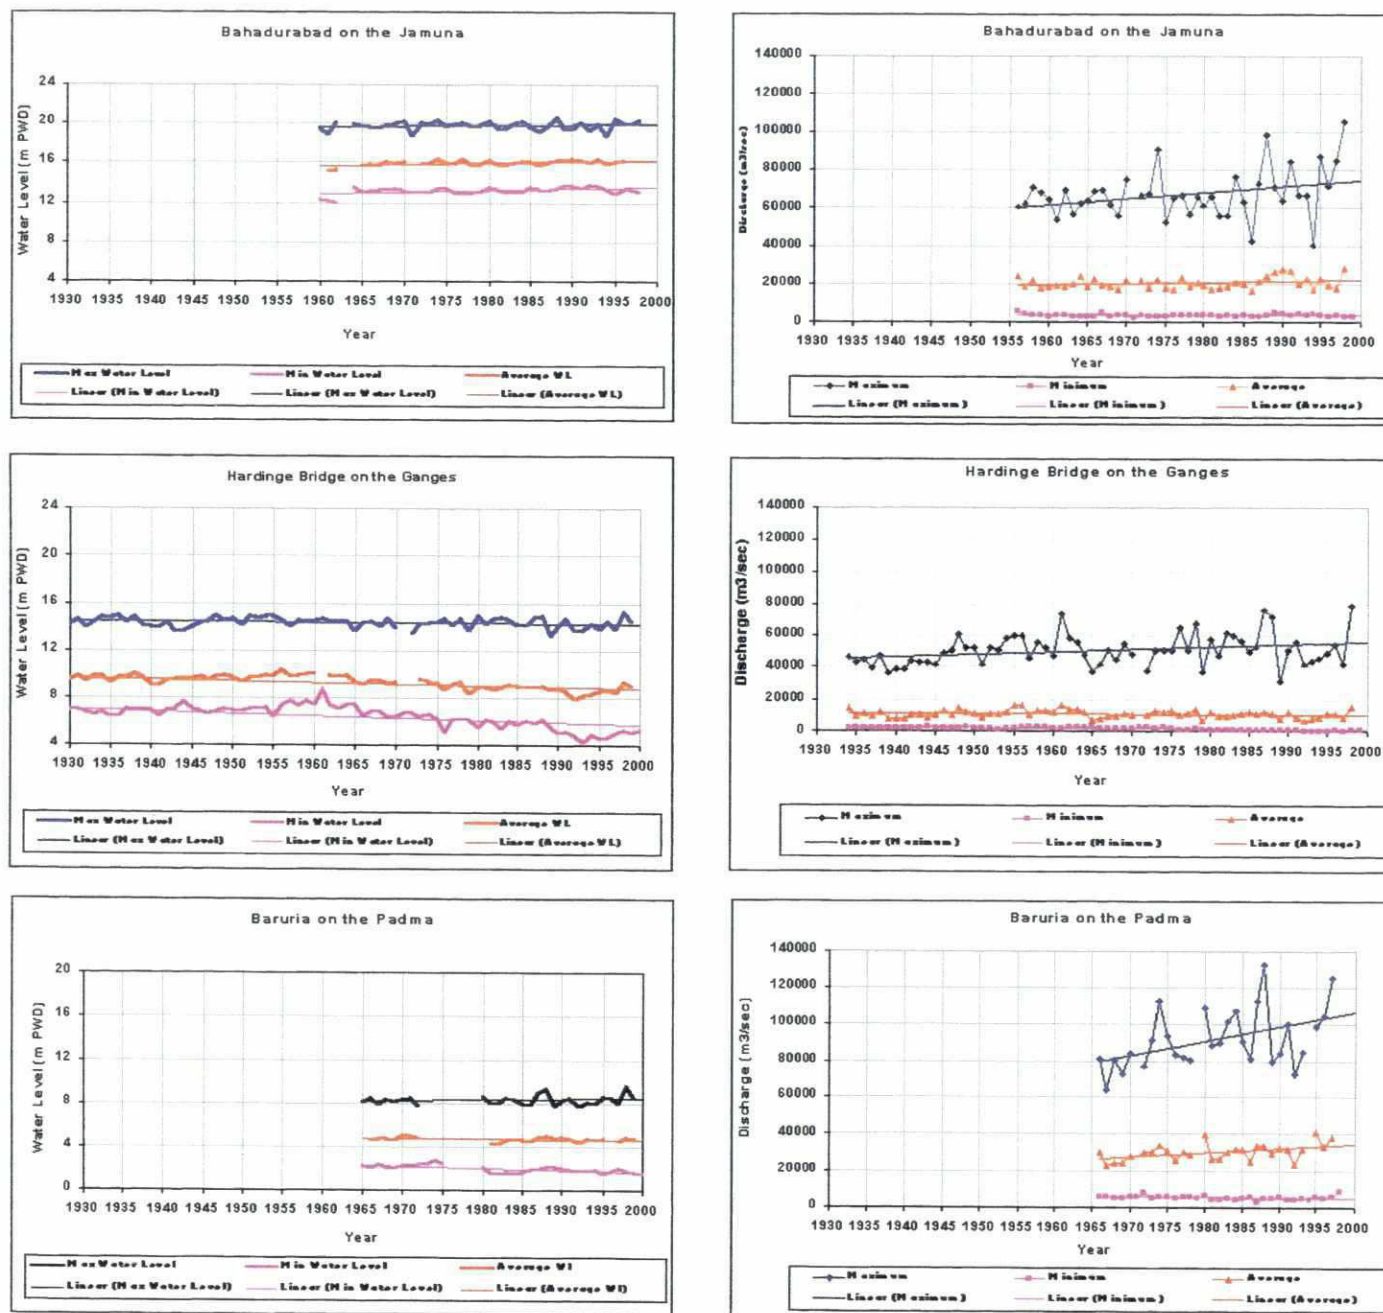 Bahadurabad on the Jamuna
Water Level (m PWD)
24
20
16
12
8
4
1930 1935 1940 1945 1950 1955 1960 1965 1970 1975 1980 1985 1990 1995 2000
Year
Max Water Level Min Water Level Average WL
Linear (Min Water Level) Linear (Max Water Level) Linear (Average WL)
Bahadurabad on the Jamuna
Discharge (m3/sec)
140000
120000
100000
80000
60000
40000
20000
0
1930 1935 1940 1945 1950 1955 1960 1965 1970 1975 1980 1985 1990 1995 2000
Year
Maximum Minimum Average
Linear (Maximum) Linear (Minimum) Linear (Average)
Hardinge Bridge on the Ganges
Water Level (m PWD)
24
20
16
12
8
4
1930 1935 1940 1945 1950 1955 1960 1965 1970 1975 1980 1985 1990 1995 2000
Year
Max Water Level Min Water Level Average WL
Linear (Max Water Level) Linear (Min Water Level) Linear (Average WL)
Hardinge Bridge on the Ganges
Discharge (m3/sec)
140000
120000
100000
80000
60000
40000
20000
0
1930 1935 1940 1945 1950 1955 1960 1965 1970 1975 1980 1985 1990 1995 2000
Year
Maximum Minimum Average
Linear (Maximum) Linear (Minimum) Linear (Average)
Baruria on the Padma
Water Level (m PWD)
20
16
12
8
4
0
1930 1935 1940 1945 1950 1955 1960 1965 1970 1975 1980 1985 1990 1995 2000
Year
Max Water Level Min Water Level Average Wl
Linear (Max Water Level) Linear (Min Water Level) Linear (Average Wl)
Baruria on the Padma
Discharge (m3/sec)
140000
120000
100000
80000
60000
40000
20000
0
1930 1935 1940 1945 1950 1955 1960 1965 1970 1975 1980 1985 1990 1995 2000
Year
Maximum Minimum Average
Linear (Maximum) Linear (Minimum) Linear (Average)